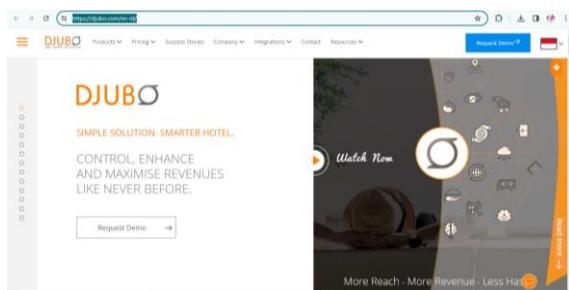 https://djubo.com/en-id/
DJUBO
Products Pricing Success Stories Company Integrations Contact Resources
Request Demo
DJUBO
SIMPLE SOLUTION. SMARTER HOTEL.
CONTROL, ENHANCE
AND MAXIMISE REVENUES
LIKE NEVER BEFORE.
Request Demo →
Watch Now
Read more →
More Reach - More Revenue - Less Has